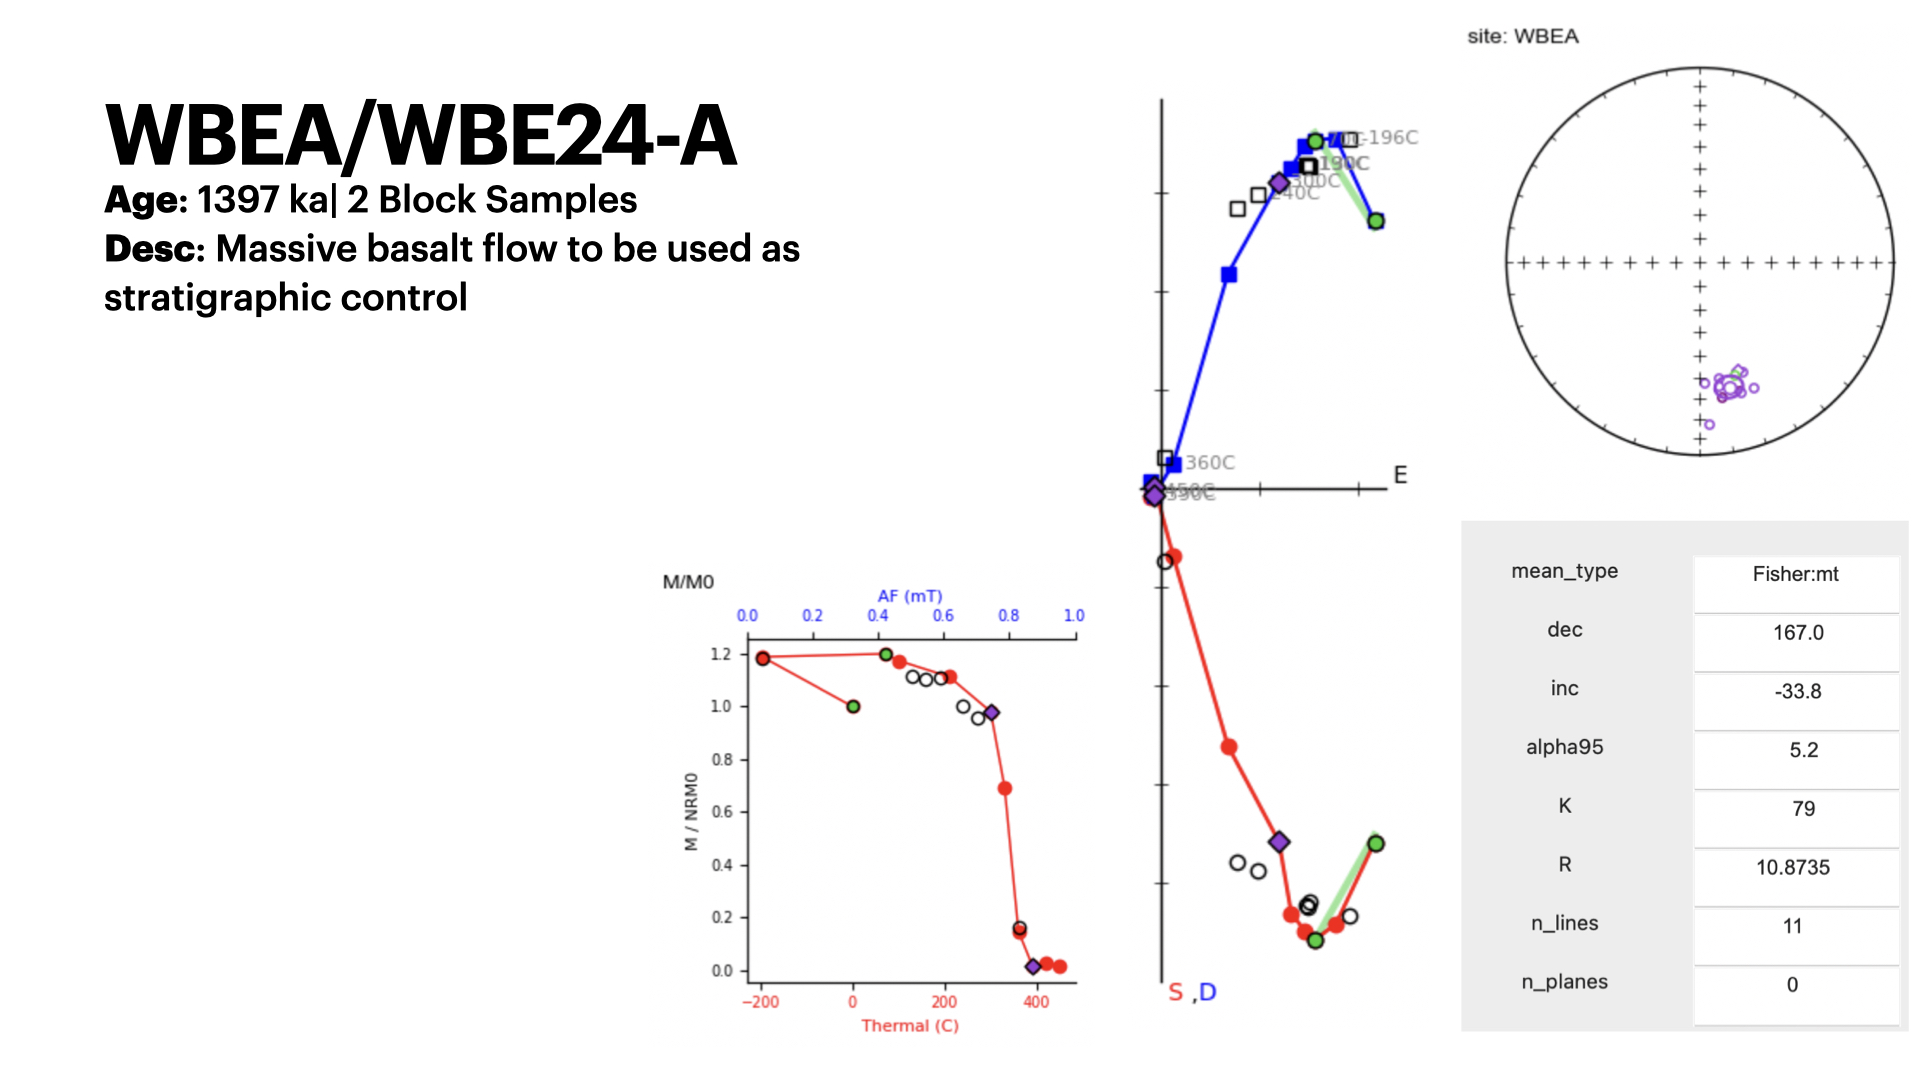 WBEA/WBE24-A
Age: 1397 ka| 2 Block Samples
Desc: Massive basalt flow to be used as
stratigraphic control
M/M0
AF (mT)
0.0 0.2 0.4 0.6 0.8 1.0
1.2
1.0
0.8
0.6
0.4
0.2
0.0
M / NRM0
−200 0 200 400
Thermal (C)
-196C
190C
300C
240C
360C
E
S ,D
site: WBEA
mean_type Fisher:mt
dec 167.0
inc -33.8
alpha95 5.2
K 79
R 10.8735
n_lines 11
n_planes 0